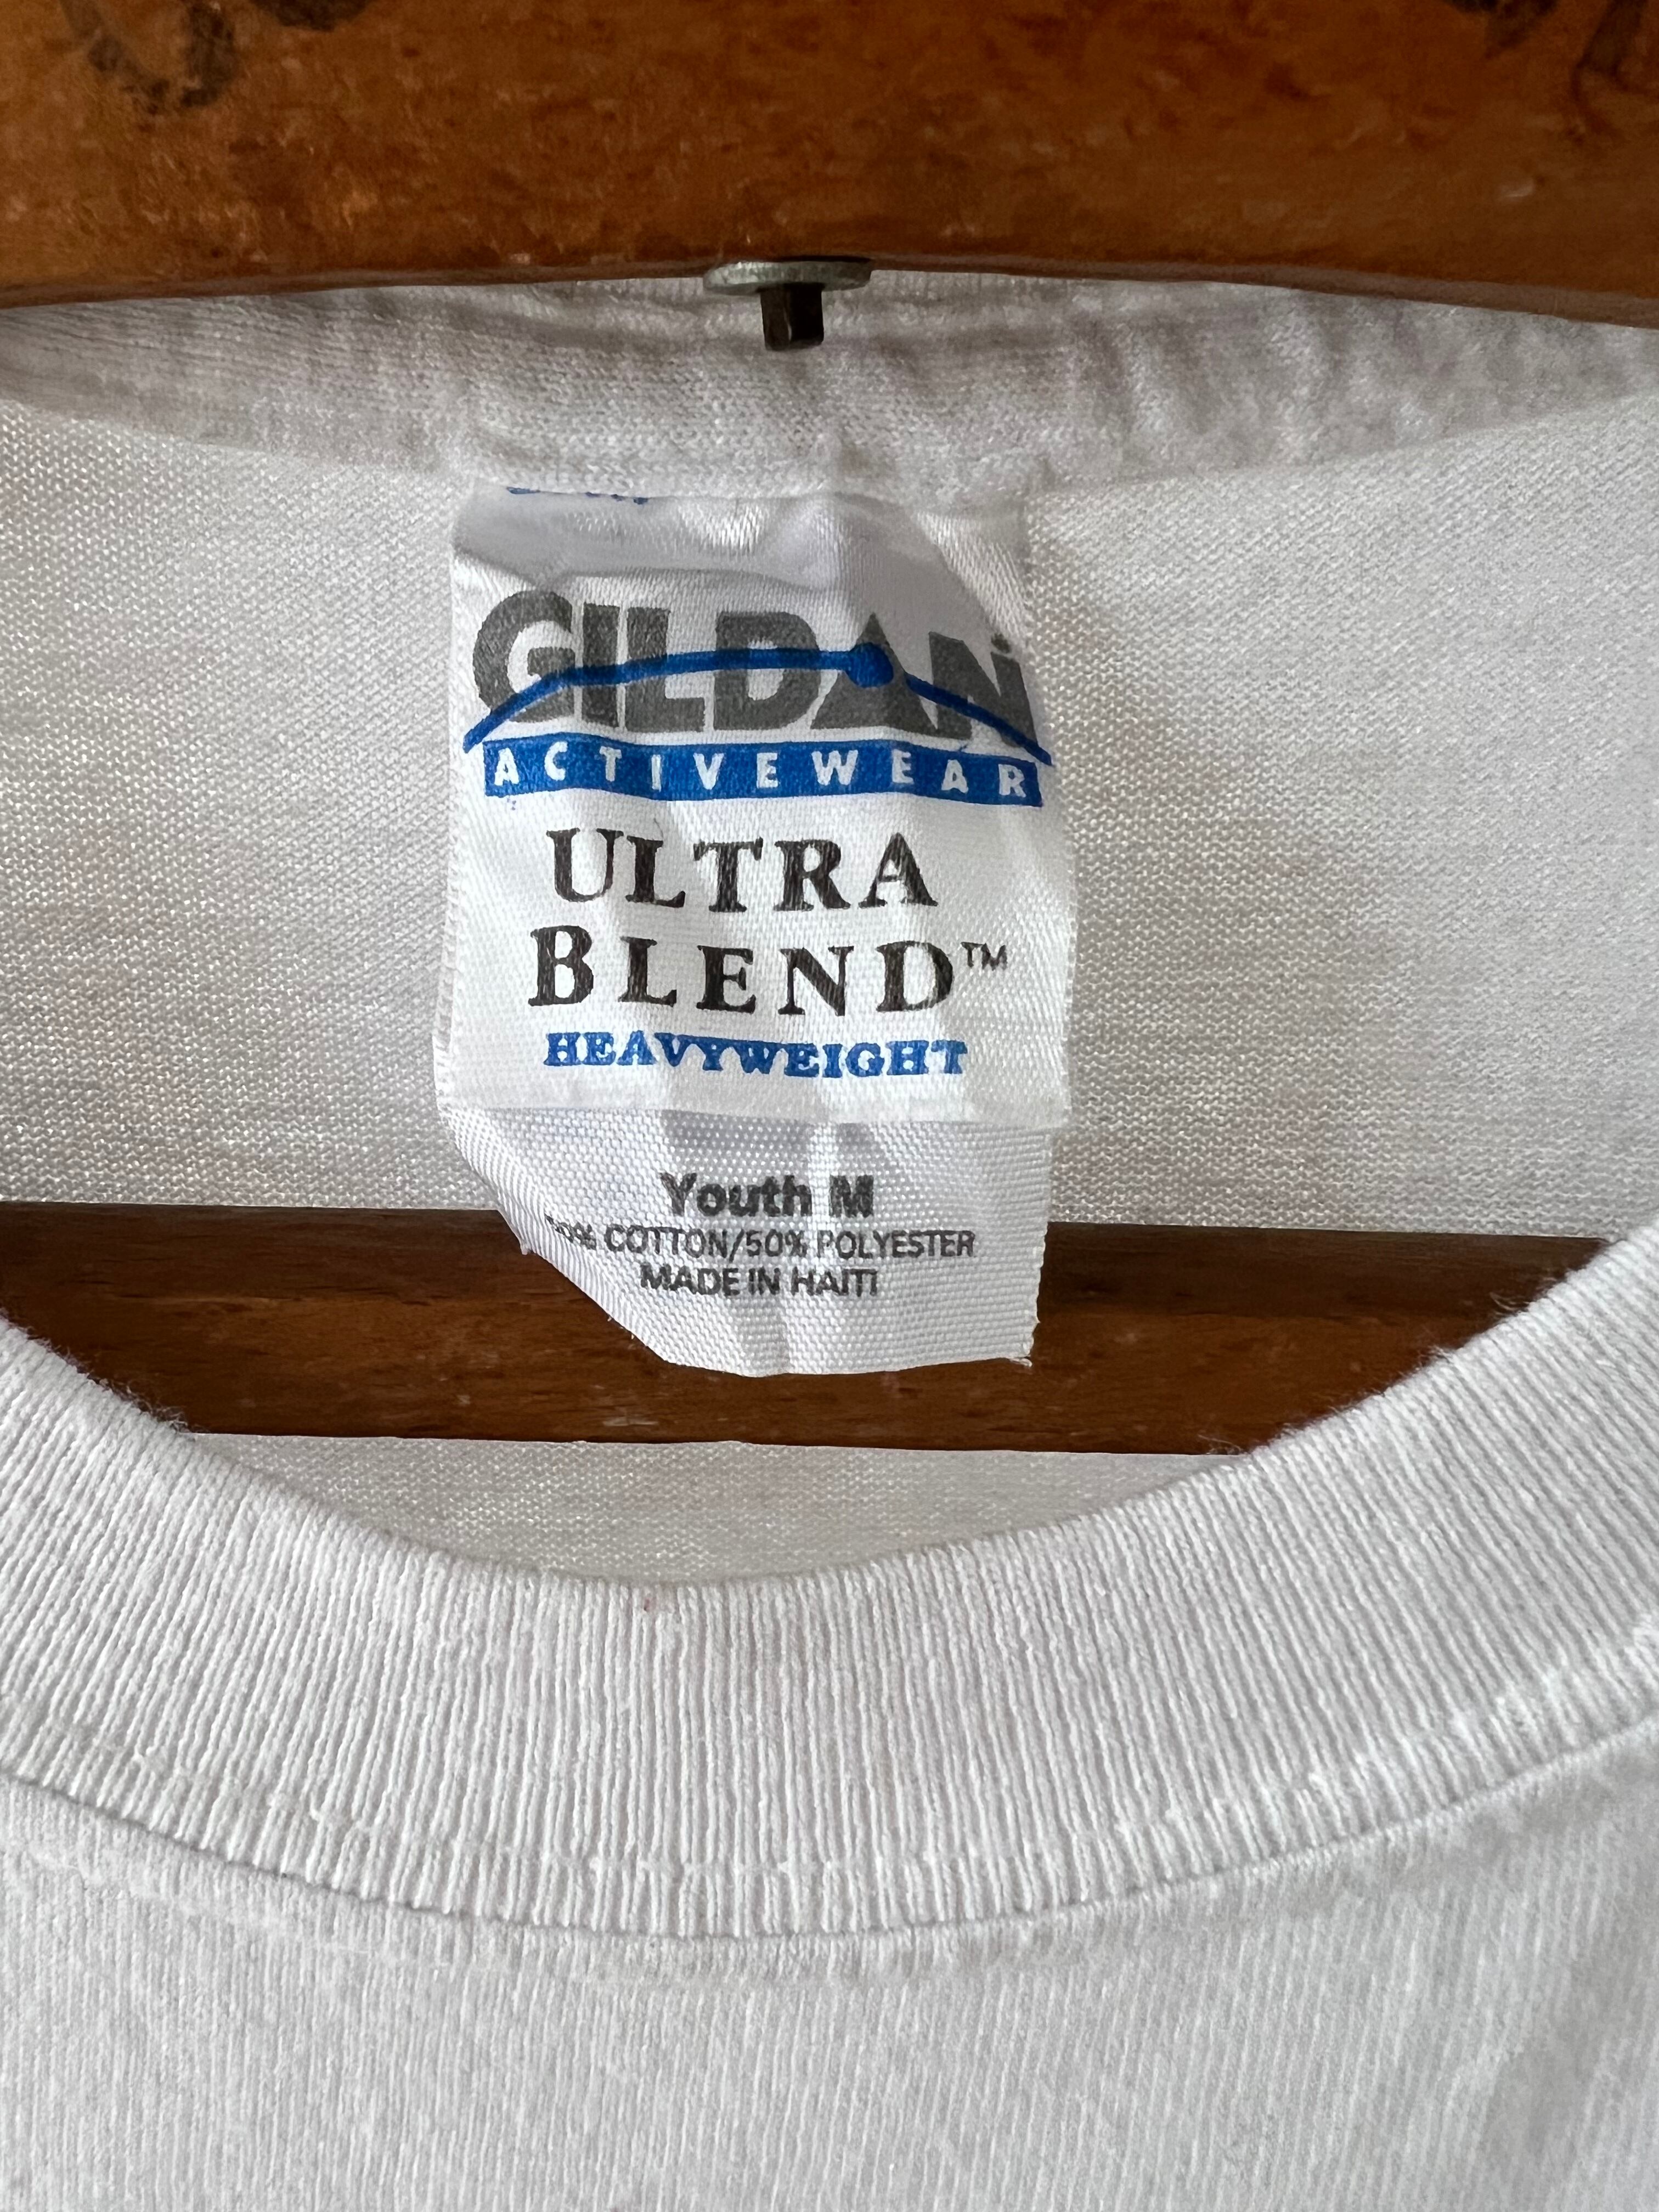 GILDAN
ACTIVEWEAR
ULTRA
BLEND™
HEAVYWEIGHT
Youth M
COTTON/50% POLYESTER
MADE IN HAITI